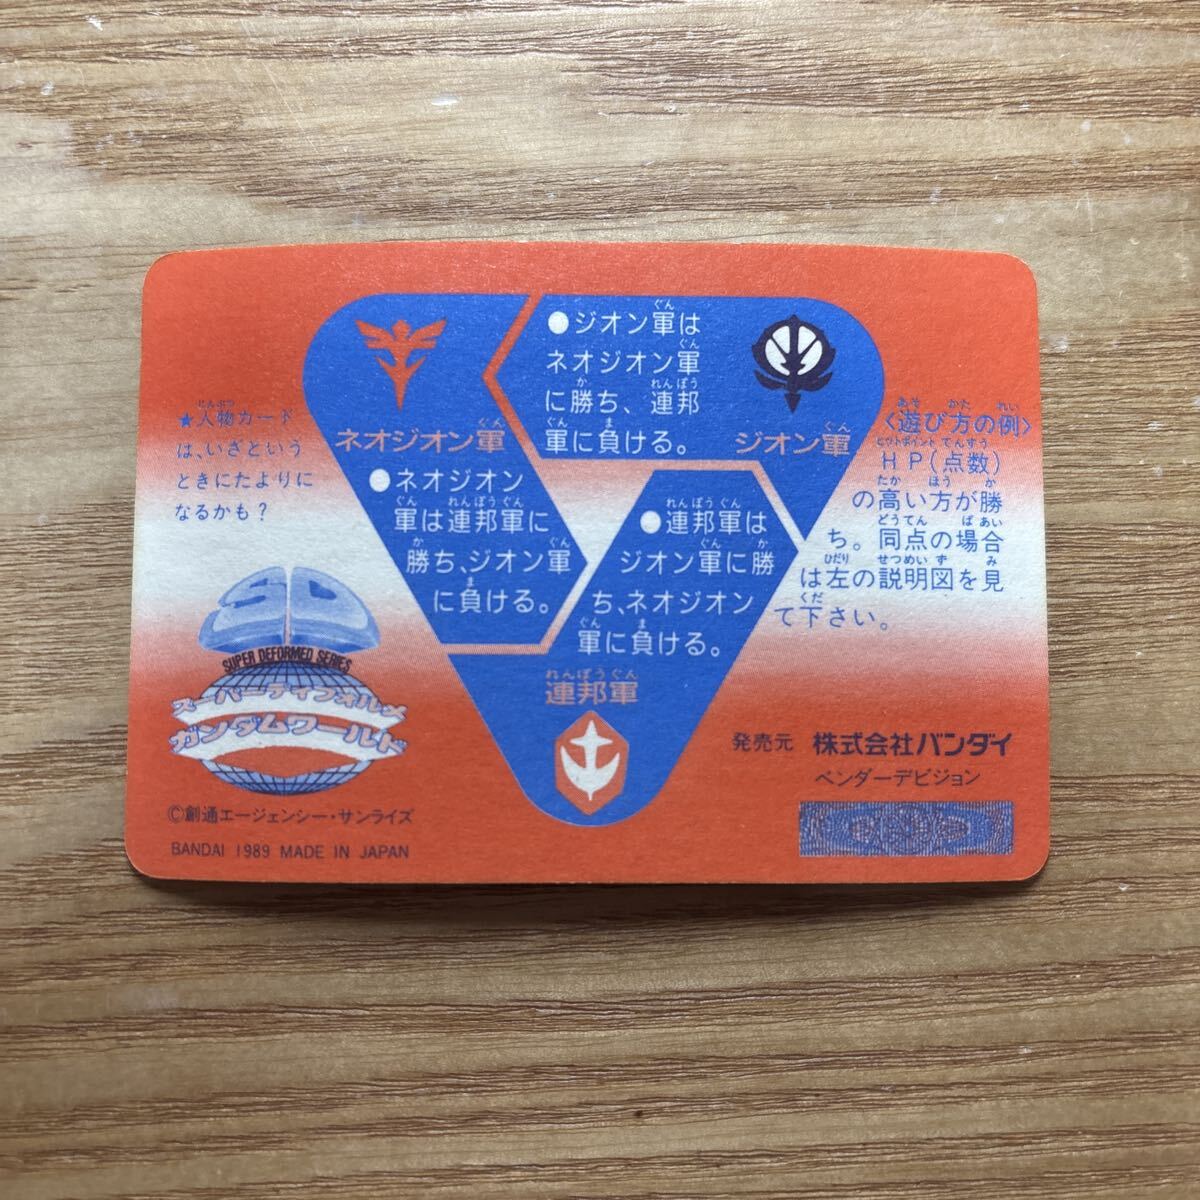 ●ジオン軍は
ネオジオン軍
に勝ち、連邦
軍に負ける。
ネオジオン軍
●ネオジオン
軍は連邦軍に
勝ち、ジオン軍
に負ける。
ジオン軍
●連邦軍は
ジオン軍に勝
ち、ネオジオン
軍に負ける。
連邦軍
★人物カード
は、いざという
ときにたよりに
なるかも?
〈遊び方の例〉
HP(点数)
の高い方が勝
ち。同点の場合
は左の説明図を見
て下さい。
SUPER DEFORMED SERIES
スーパーディフォルメ
ガンダムワールド
©創通エージェンシー・サンライズ
BANDAI 1989 MADE IN JAPAN
発売元 株式会社バンダイ
ベンダーデビジョン